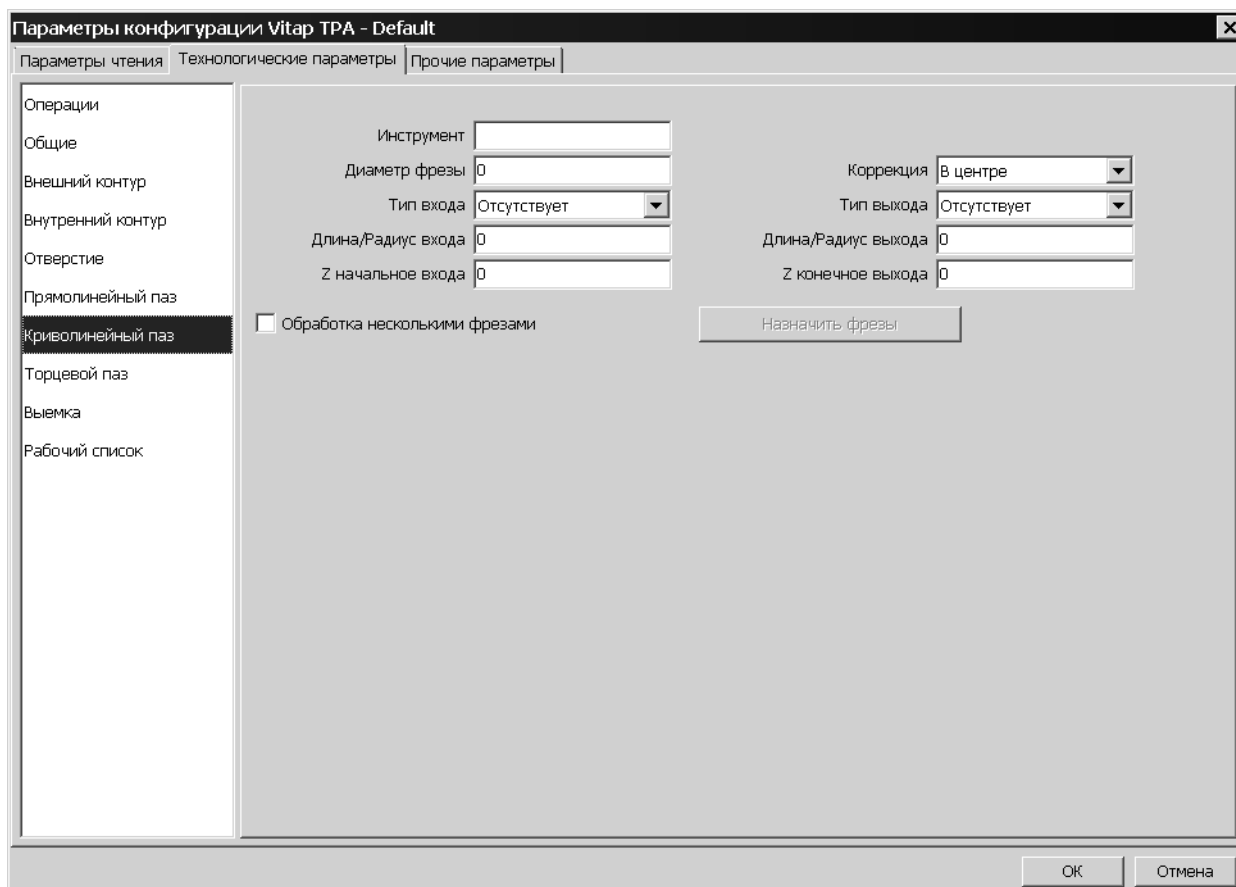 Параметры конфигурации Vitap TPA - Default
Параметры чтения Технологические параметры Прочие параметры
Операции
Общие
Внешний контур
Внутренний контур
Отверстие
Прямолинейный паз
Криволинейный паз
Торцевой паз
Выемка
Рабочий список
Инструмент
Диаметр фрезы 0 Коррекция В центре
Тип входа Отсутствует Тип выхода Отсутствует
Длина/Радиус входа 0 Длина/Радиус выхода 0
Z начальное входа 0 Z конечное выхода 0
Обработка несколькими фрезами Назначить фрезы
ОК Отмена